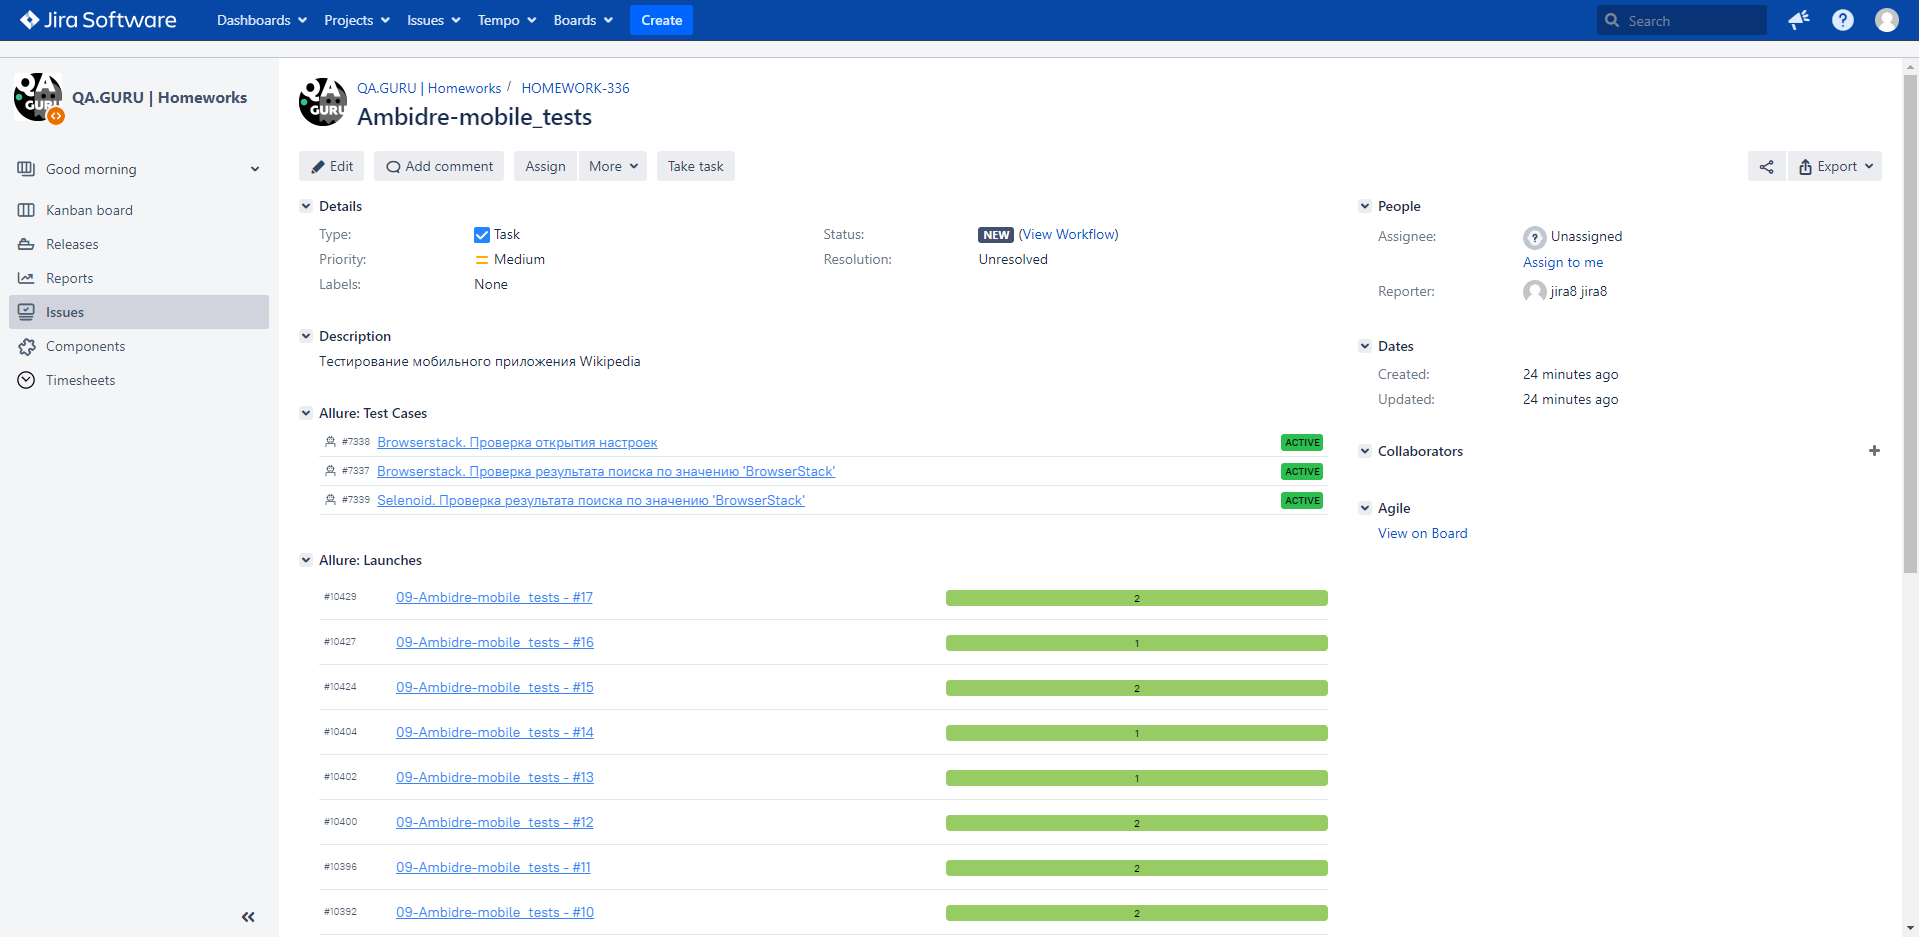 Jira Software Dashboards Projects Issues Tempo Boards Create Search
QA.GURU | Homeworks
Good morning
Kanban board
Releases
Reports
Issues
Components
Timesheets
QA.GURU | Homeworks / HOMEWORK-336
Ambidre-mobile_tests
Edit Add comment Assign More Take task Export
Details
Type: Task Status: NEW (View Workflow)
Priority: Medium Resolution: Unresolved
Labels: None
Description
Тестирование мобильного приложения Wikipedia
Allure: Test Cases
#7338 Browserstack. Проверка открытия настроек ACTIVE
#7337 Browserstack. Проверка результата поиска по значению 'BrowserStack' ACTIVE
#7339 Selenoid. Проверка результата поиска по значению 'BrowserStack' ACTIVE
Allure: Launches
#10429 09-Ambidre-mobile_tests - #17 2
#10427 09-Ambidre-mobile_tests - #16 1
#10424 09-Ambidre-mobile_tests - #15 2
#10404 09-Ambidre-mobile_tests - #14 1
#10402 09-Ambidre-mobile_tests - #13 1
#10400 09-Ambidre-mobile_tests - #12 2
#10396 09-Ambidre-mobile_tests - #11 2
#10392 09-Ambidre-mobile_tests - #10 2
People
Assignee: Unassigned
Assign to me
Reporter: jira8 jira8
Dates
Created: 24 minutes ago
Updated: 24 minutes ago
Collaborators
Agile
View on Board
QA
GURU
QA
GURU